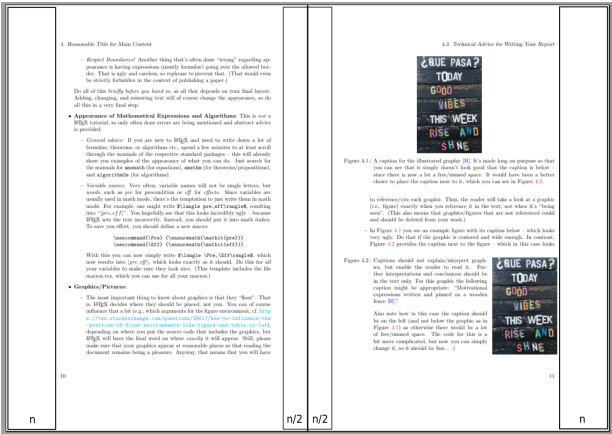 4. Reasonable Title for Main Content
– Respect Boundaries! Another thing that's often done "wrong" regarding ap-
pearance is having expressions (mostly formulae) going over the allowed bor-
der. That is ugly and careless, so rephrase to prevent that. (That would even
be strictly forbidden in the context of publishing a paper.)
Do all of this briefly before you hand in, as all that depends on your final layout.
Adding, changing, and removing text will of course change the appearance, so do
all this in a very final step.
• Appearance of Mathematical Expressions and Algorithms: This is not a
LATEX tutorial, so only often done errors are being mentioned and abstract advice
is provided.
– General advice: If you are new to LATEX and need to write down a lot of
formulae, theorems, or algorithms etc., spend a few minutes to at least scroll
through the manuals of the respective standard packages – this will already
show you examples of the appearance of what you can do. Just search for
the manuals for amsmath (for equations), amsthm (for theorems/propositions),
and algorithm2e (for algorithms).
– Variable names: Very often, variable names will not be single letters, but
words, such as pre for precondition or eff for effects. Since variables are
usually used in math mode, there's the temptation to just write them in math
mode. For example, one might write $\langle pre,eff\rangle$, resulting
into "⟨pre, eff⟩". You hopefully see that this looks incredibly ugly – because
LATEX sets the text incorrectly. Instead, you should put it into math italics.
To save you effort, you should define a new macro:
\newcommand{\Pre} {\ensuremath{\mathit{pre}}}
\newcommand{\Eff} {\ensuremath{\mathit{eff}}}
With this you can now simply write $\langle \Pre,\Eff\rangle$, which
now results into ⟨pre, eff⟩, which looks exactly as it should. Do this for all
your variables to make sure they look nice. (This template includes the file
macros.tex, which you can use for all your macros.)
• Graphics/Pictures:
– The most important thing to know about graphics is that they "float". That
is, LATEX decides where they should be placed, not you. You can of course
influence that a bit (e.g., which arguments for the figure environment, cf. http
s://tex.stackexchange.com/questions/39017/how-to-influence-the
-position-of-float-environments-like-figure-and-table-in-lat),
depending on where you put the source code that includes the graphics, but
LATEX will have the final word on where exactly it will appear. Still, please
make sure that your graphics appear at reasonable places so that reading the
document remains being a pleasure. Anyway, that means that you will have
10
n
n/2
4.3. Technical Advice for Writing Your Report
¿QUE PASA?
TODAY
GOOD
VIBES
THIS WEEK
RISE AND
SHINE
Figure 4.1.: A caption for the illustrated graphic [H]. It's made long on purpose so that
you can see that it simply doesn't look good that the caption is below
since there is now a lot free/unused space. It would have been a better
choice to place the caption next to it, which you can see in Figure 4.2.
to reference/cite each graphic. Thus, the reader will take a look at a graphic
(i.e., figure) exactly when you reference it in the text, not when it's "being
seen". (This also means that graphics/figures that are not referenced could
and should be deleted from your work.)
– In Figure 4.1 you see an example figure with its caption below – which looks
very ugly. Do that if the graphic is centered and wide enough. In contrast,
Figure 4.2 provides the caption next to the figure – which in this case looks
Figure 4.2.: Captions should not explain/interpret graph-
ics, but enable the reader to read it. Fur-
ther interpretations and conclusions should be
in the text only. For this graphic the following
caption might be appropriate: "Motivational
expressions written and pinned on a wooden
fence [H]."
Also note how in this case the caption should
be on the left (and not below the graphic as in
Figure 4.1) as otherwise there would be a lot
of free/unused space. The code for this is a
bit more complicated, but now you can simply
change it, so it should be fine... :)
¿QUE PASA?
TODAY
GOOD
VIBES
THIS WEEK
RISE AND
SHINE
11
n/2
n